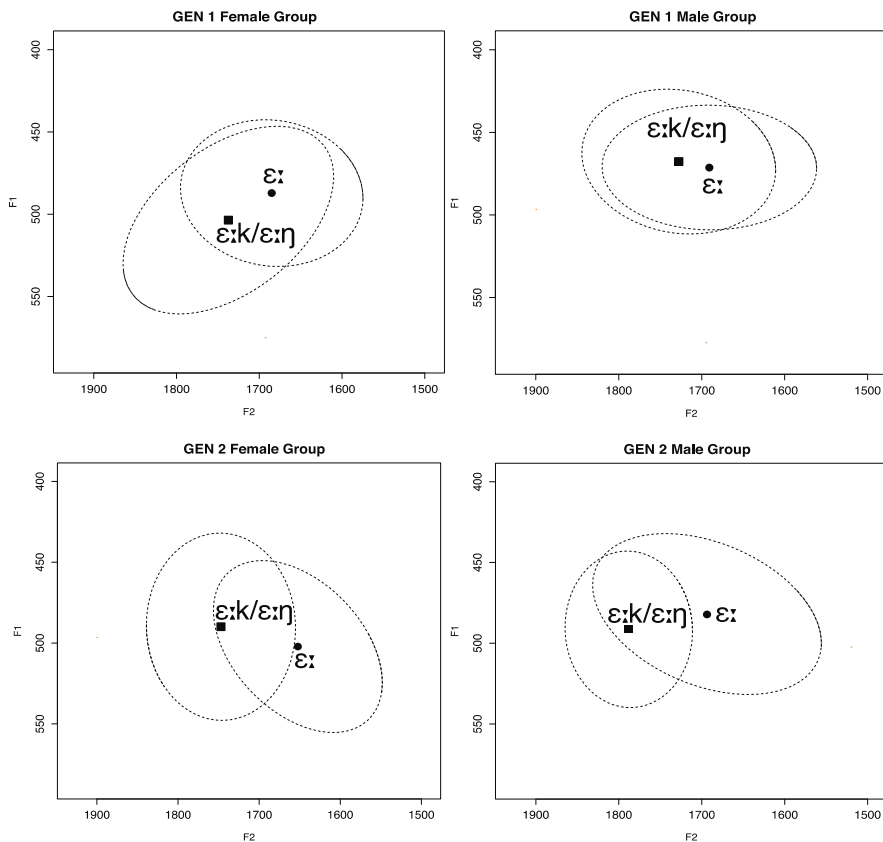 GEN 1 Female Group
400
450
500
550
F1
ɛːk/ɛːŋ
ɛː
1900 1800 1700 1600 1500
F2
GEN 1 Male Group
400
450
500
550
F1
ɛːk/ɛːŋ
ɛː
1900 1800 1700 1600 1500
F2
GEN 2 Female Group
400
450
500
550
F1
ɛːk/ɛːŋ
ɛː
1900 1800 1700 1600 1500
F2
GEN 2 Male Group
400
450
500
550
F1
ɛːk/ɛːŋ
ɛː
1900 1800 1700 1600 1500
F2